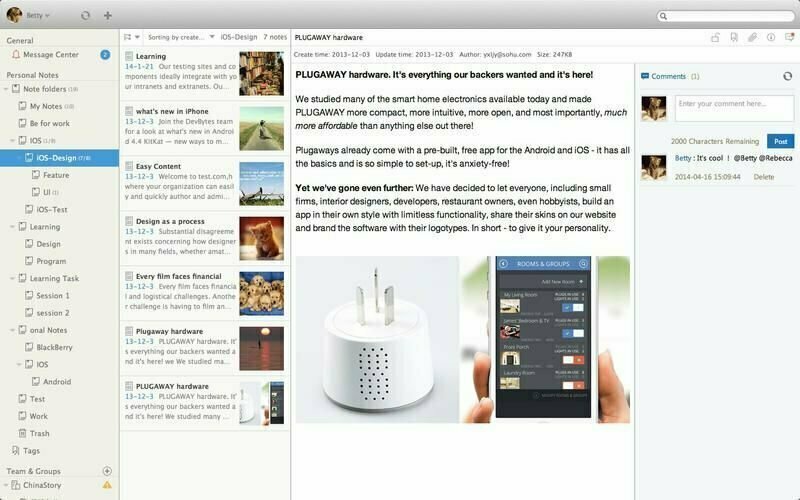 Betty
General
Message Center 2
Personal Notes
Note folders (19)
My Notes (10)
Be for work
IOS (1)
iOS-Design (7/8)
Feature
UI (1)
iOS-Test
Learning
Design
Program
Learning Task
Session 1
session 2
onal Notes
BlackBerry
IOS
Android
Test
Work
Trash
Tags
Team & Groups
ChinaStory
Sorting by create... iOS-Design 7 notes
Learning
14-1-21 Our testing sites and co
mponents ideally integrate with yo
ur intranets and extranets. Ou...
what's new in iPhone
13-12-3 Join the DevBytes team
for a look at what's new in Androi
d 4.4 KitKat — new ways to m...
Easy Content
13-12-3 Welcome to test.com,h
where your organization can easil
y and quickly author and admi...
Design as a process
13-12-3 Substantial disagreeme
nt exists concerning how designer
s in many fields, whether amat...
Every film faces financial
13-12-3 Every film faces financia
l and logistical challenges. Anothe
r challenge is having to film an...
Plugaway hardware
13-12-3 PLUGAWAY hardware. It'
s everything our backers wanted a
nd it's here! we We studied ma...
PLUGAWAY hardware
13-12-3 PLUGAWAY hardware. It'
s everything our backers wanted a
nd it's here! We studied many ...
PLUGAWAY hardware
Create time: 2013-12-03 Update time: 2013-12-03 Author: yxljy@sohu.com Size: 247KB
PLUGAWAY hardware. It's everything our backers wanted and it's here!
We studied many of the smart home electronics available today and made
PLUGAWAY more compact, more intuitive, more open, and most importantly, much
more affordable than anything else out there!
Plugaways already come with a pre-built, free app for the Android and iOS - it has all
the basics and is so simple to set-up, it's anxiety-free!
Yet we've gone even further: We have decided to let everyone, including small
firms, interior designers, developers, restaurant owners, even hobbyists, build an
app in their own style with limitless functionality, share their skins on our website
and brand the software with their logotypes. In short - to give it your personality.
ROOMS & GROUPS
Add New Room +
My Living Room
James' Bedroom & TV
Front Porch
Laundry Room
MODIFY ROOMS & GROUPS
Comments (1)
Enter your comment here...
2000 Characters Remaining Post
Betty : It's cool ！ @Betty @Rebecca
2014-04-16 15:09:44 Delete